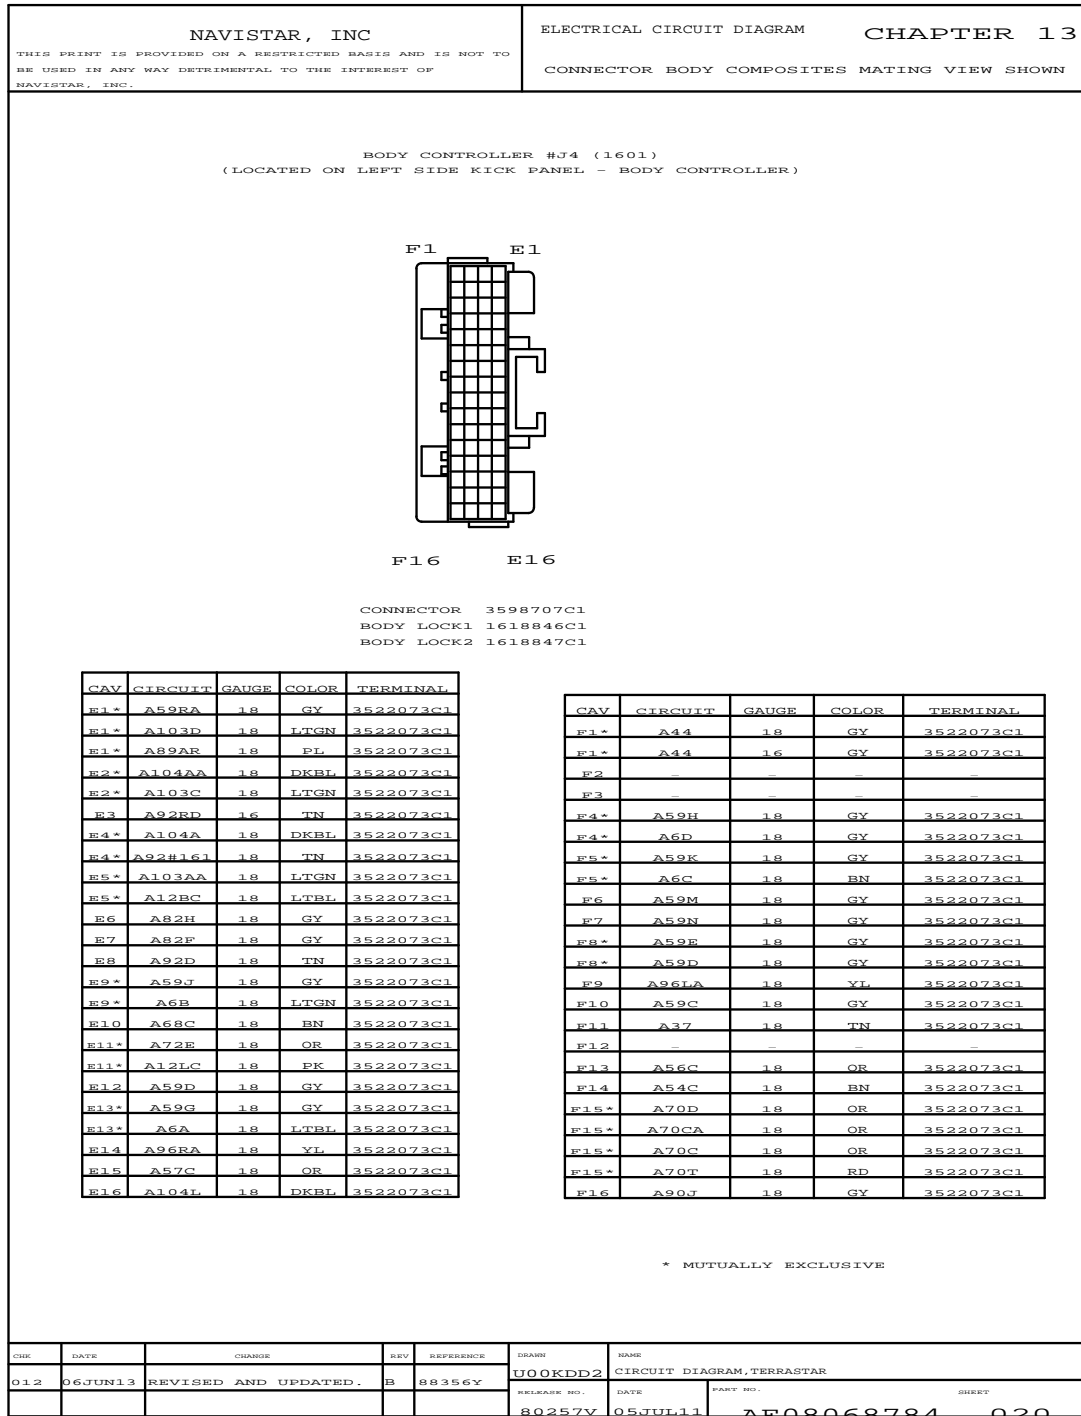 NAVISTAR, INC
THIS PRINT IS PROVIDED ON A RESTRICTED BASIS AND IS NOT TO
BE USED IN ANY WAY DETRIMENTAL TO THE INTEREST OF
NAVISTAR, INC.
ELECTRICAL CIRCUIT DIAGRAM CHAPTER 13
CONNECTOR BODY COMPOSITES MATING VIEW SHOWN
BODY CONTROLLER #J4 (1601)
(LOCATED ON LEFT SIDE KICK PANEL - BODY CONTROLLER)
F1 E1
F16 E16
CONNECTOR 3598707C1
BODY LOCK1 1618846C1
BODY LOCK2 1618847C1
CAV CIRCUIT GAUGE COLOR TERMINAL
E1* A59RA 18 GY 3522073C1
E1* A103D 18 LTGN 3522073C1
E1* A89AR 18 PL 3522073C1
E2* A104AA 18 DKBL 3522073C1
E2* A103C 18 LTGN 3522073C1
E3 A92RD 16 TN 3522073C1
E4* A104A 18 DKBL 3522073C1
E4* A92#161 18 TN 3522073C1
E5* A103AA 18 LTGN 3522073C1
E5* A12BC 18 LTBL 3522073C1
E6 A82H 18 GY 3522073C1
E7 A82F 18 GY 3522073C1
E8 A92D 18 TN 3522073C1
E9* A59J 18 GY 3522073C1
E9* A6B 18 LTGN 3522073C1
E10 A68C 18 BN 3522073C1
E11* A72E 18 OR 3522073C1
E11* A12LC 18 PK 3522073C1
E12 A59D 18 GY 3522073C1
E13* A59G 18 GY 3522073C1
E13* A6A 18 LTBL 3522073C1
E14 A96RA 18 YL 3522073C1
E15 A57C 18 OR 3522073C1
E16 A104L 18 DKBL 3522073C1
CAV CIRCUIT GAUGE COLOR TERMINAL
F1* A44 18 GY 3522073C1
F1* A44 16 GY 3522073C1
F2 - - - -
F3 - - - -
F4* A59H 18 GY 3522073C1
F4* A6D 18 GY 3522073C1
F5* A59K 18 GY 3522073C1
F5* A6C 18 BN 3522073C1
F6 A59M 18 GY 3522073C1
F7 A59N 18 GY 3522073C1
F8* A59E 18 GY 3522073C1
F8* A59D 18 GY 3522073C1
F9 A96LA 18 YL 3522073C1
F10 A59C 18 GY 3522073C1
F11 A37 18 TN 3522073C1
F12 - - - -
F13 A56C 18 OR 3522073C1
F14 A54C 18 BN 3522073C1
F15* A70D 18 OR 3522073C1
F15* A70CA 18 OR 3522073C1
F15* A70C 18 OR 3522073C1
F15* A70T 18 RD 3522073C1
F16 A90J 18 GY 3522073C1
* MUTUALLY EXCLUSIVE
CHK DATE CHANGE REV REFERENCE
012 06JUN13 REVISED AND UPDATED. B 88356Y
DRAWN
U00KDD2
NAME
CIRCUIT DIAGRAM,TERRASTAR
RELEASE NO. DATE PART NO. SHEET
80257V 05JUL11 AE08068784 020